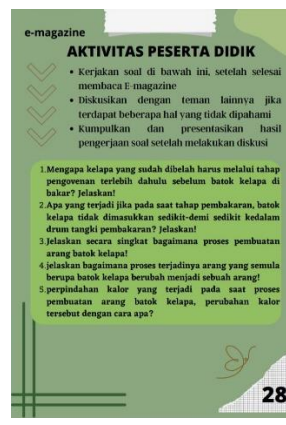 e-magazine
AKTIVITAS PESERTA DIDIK
• Kerjakan soal di bawah ini, setelah selesai
membaca E-magazine
• Diskusikan dengan teman lainnya jika
terdapat beberapa hal yang tidak dipahami
• Kumpulkan dan presentasikan hasil
pengerjaan soal setelah melakukan diskusi
1.Mengapa kelapa yang sudah dibelah harus melalui tahap
pengovenan terlebih dahulu sebelum batok kelapa di
bakar? Jelaskan!
2.Apa yang terjadi jika pada saat tahap pembakaran, batok
kelapa tidak dimasukkan sedikit-demi sedikit kedalam
drum tangki pembakaran? Jelaskan!
3.Jelaskan secara singkat bagaimana proses pembuatan
arang batok kelapa!
4.jelaskan bagaimana proses terjadinya arang yang semula
berupa batok kelapa berubah menjadi sebuah arang!
5.perpindahan kalor yang terjadi pada saat proses
pembuatan arang batok kelapa, perubahan kalor
tersebut dengan cara apa?
28